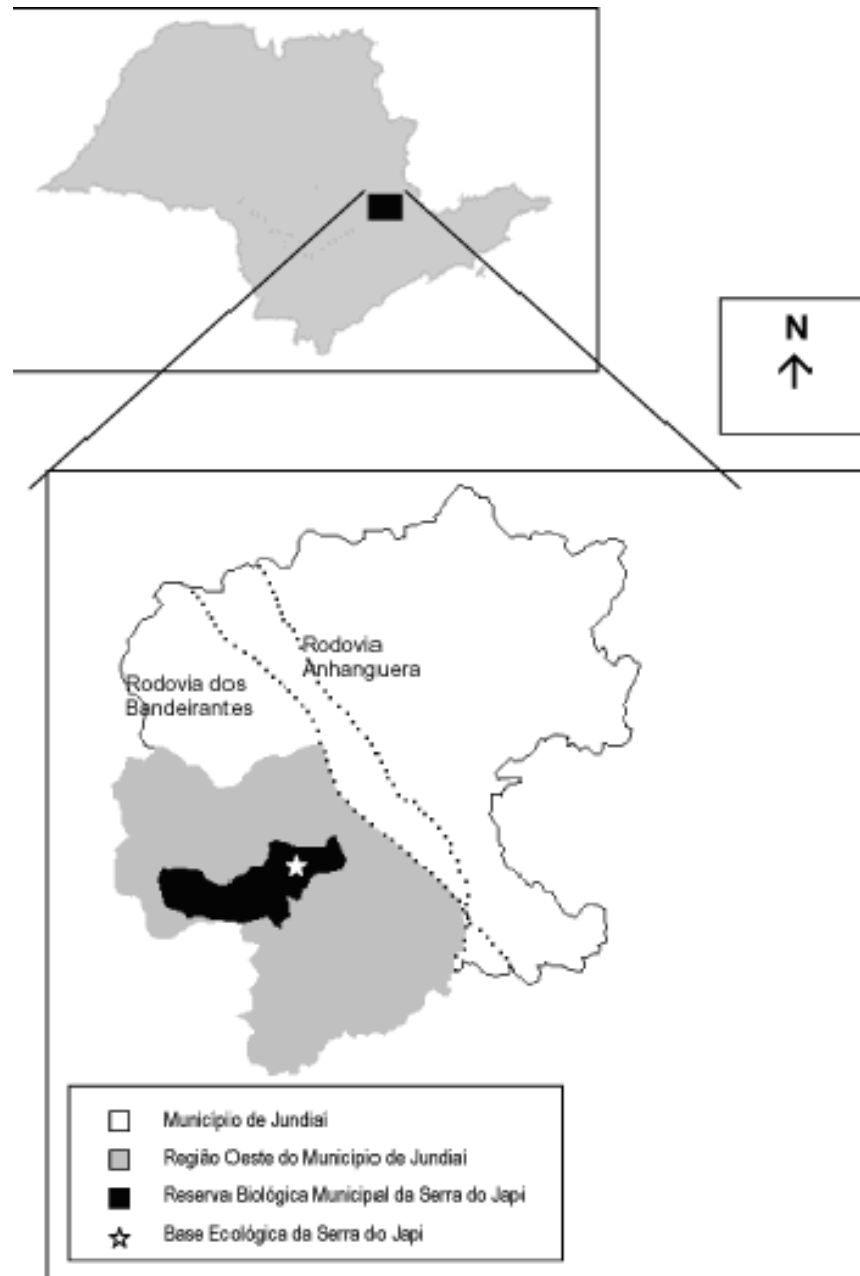 N
Rodovia
Anhanguera
Rodovia dos
Bandeirantes
Município de Jundiaí
Região Oeste do Município de Jundiaí
Reserva Biológica Municipal da Serra do Japi
Base Ecológica da Serra do Japi